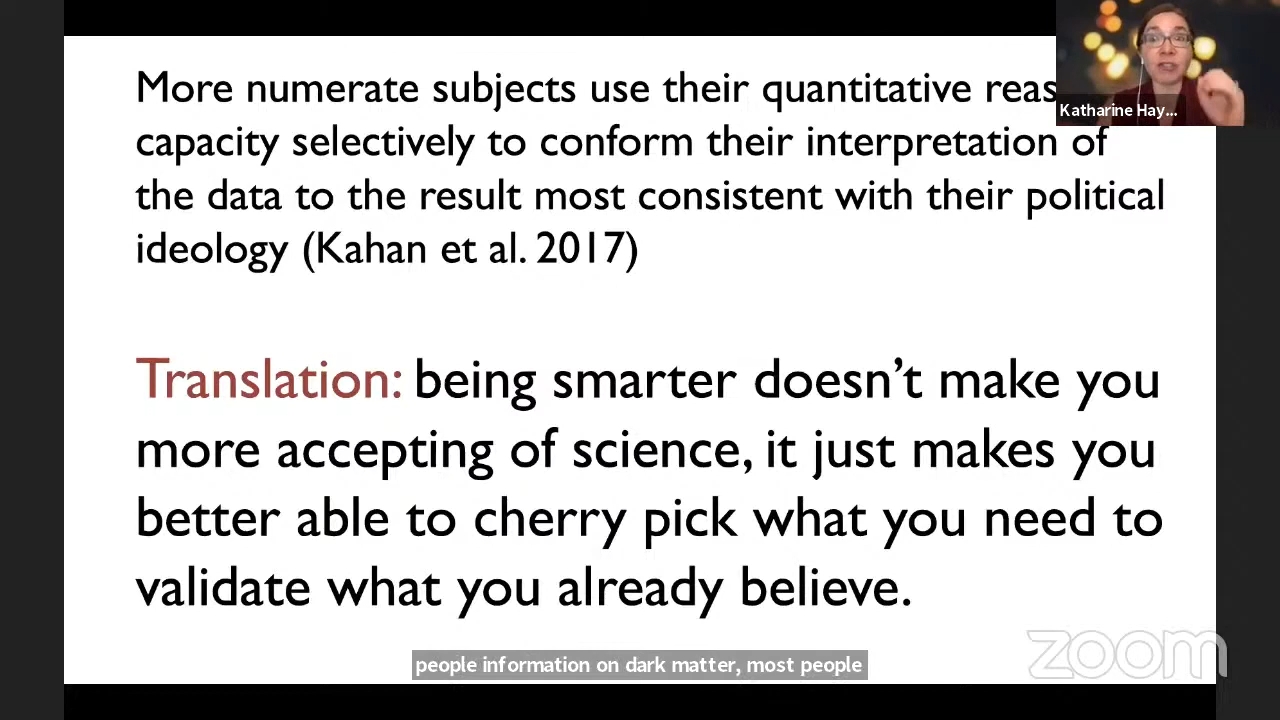 More numerate subjects use their quantitative
capacity selectively to conform their interpretation of
the data to the result most consistent with their political
ideology (Kahan et al. 2017)
Translation: being smarter doesn’t make you
more accepting of science, it just makes you
better able to cherry pick what you need to
validate what you already believe.
Katharine Hay...
people information on dark matter, most people
zoom